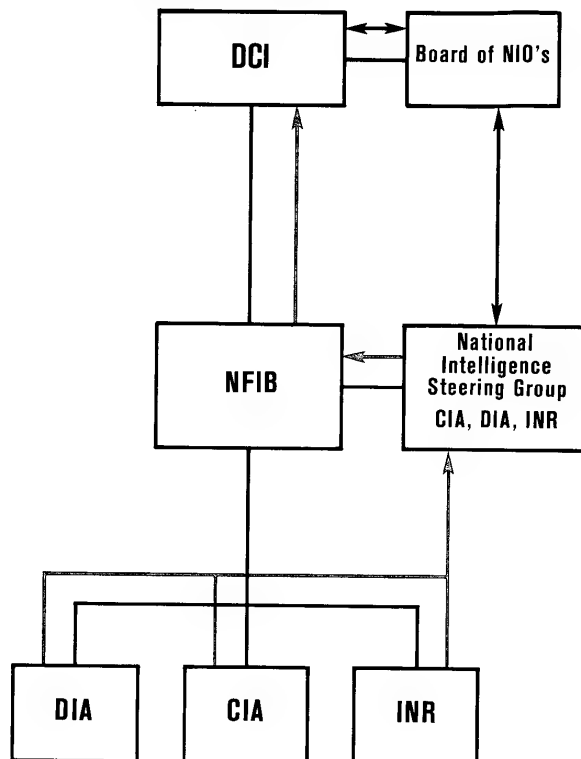 DCI
Board of NIO's
NFIB
National
Intelligence
Steering Group
CIA, DIA, INR
DIA
CIA
INR